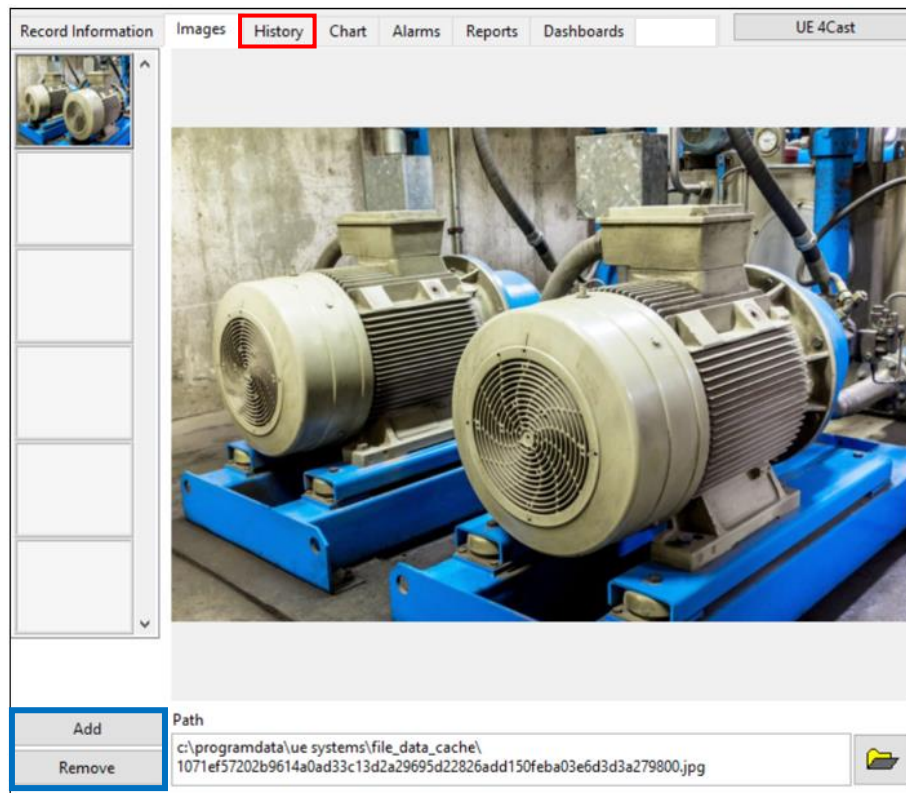 Record Information
Images
History
Chart
Alarms
Reports
Dashboards
UE 4Cast
Add
Remove
Path
c:\programdata\ue systems\file_data_cache\
1071ef57202b9614a0ad33c13d2a29695d22826add150feba03e6d3d3a279800.jpg